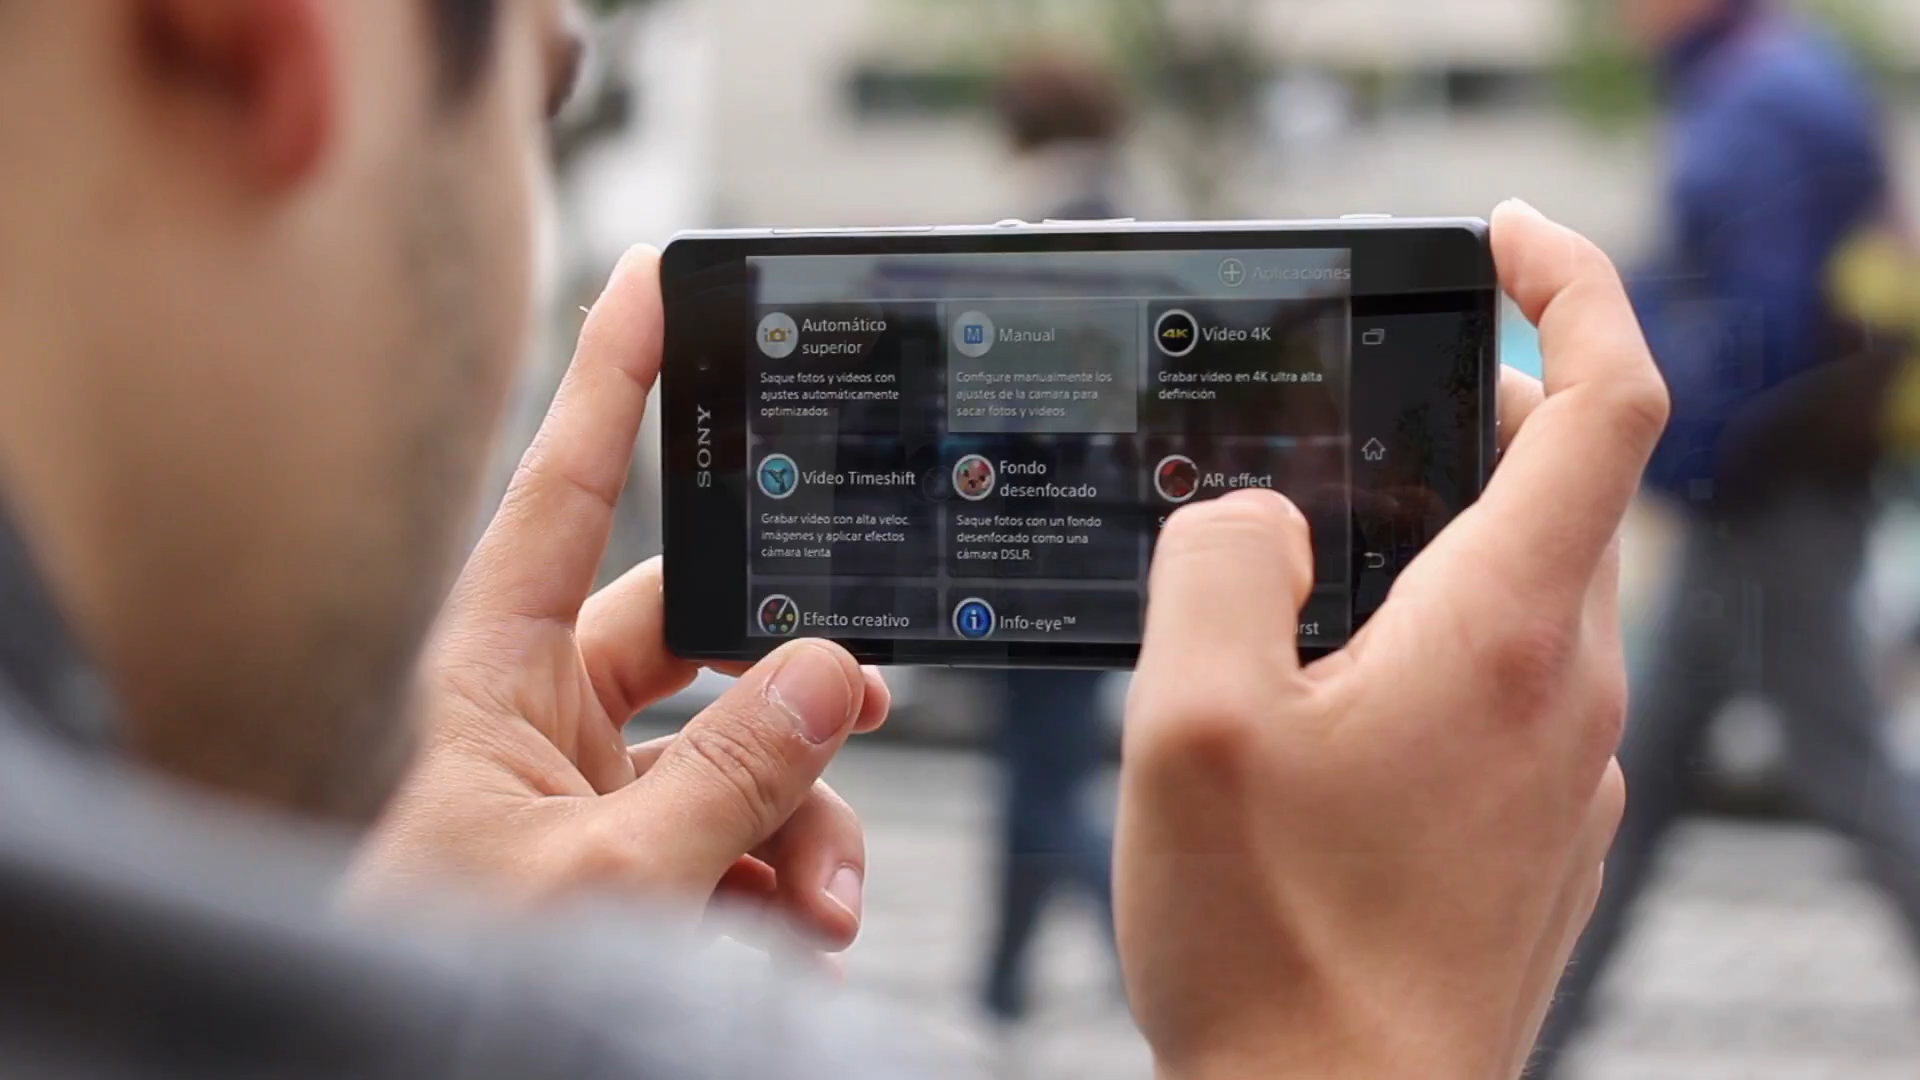 SONY
Aplicaciones
Automático
superior
Saque fotos y vídeos con
ajustes automáticamente
optimizados.
Manual
Configure manualmente los
ajustes de la cámara para
sacar fotos y vídeos.
Vídeo 4K
Grabar vídeo en 4K ultra alta
definición
Vídeo Timeshift
Grabar vídeo con alta veloc.
imágenes y aplicar efectos
cámara lenta
Fondo
desenfocado
Saque fotos con un fondo
desenfocado como una
cámara DSLR.
AR effect
Efecto creativo
Info-eye™